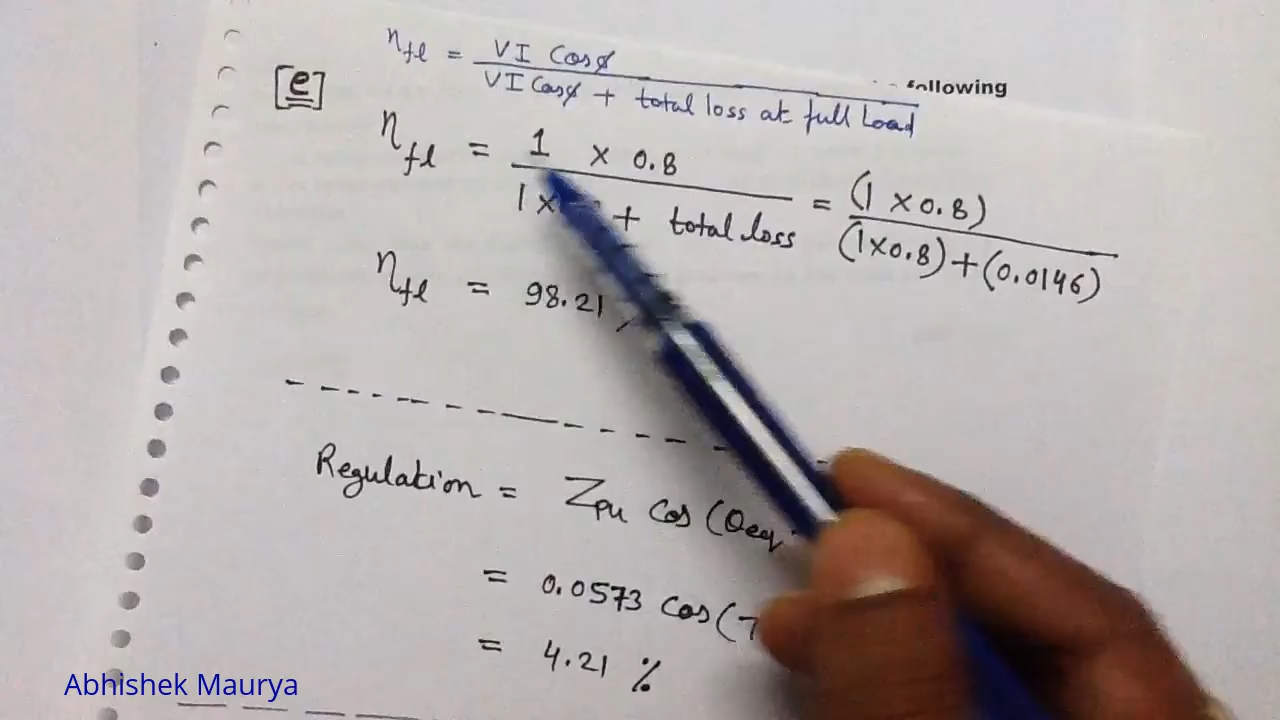 ηfl = VI Cosφ / VI Cosφ + total loss at full Load
following
[e]
ηfl = 1 × 0.8 / 1× + total loss = (1 × 0.8) / (1×0.8) + (0.0146)
ηfl = 98.21 %
Regulation = Zpu cos (θeq
= 0.0573 cos (7
= 4.21 %
Abhishek Maurya